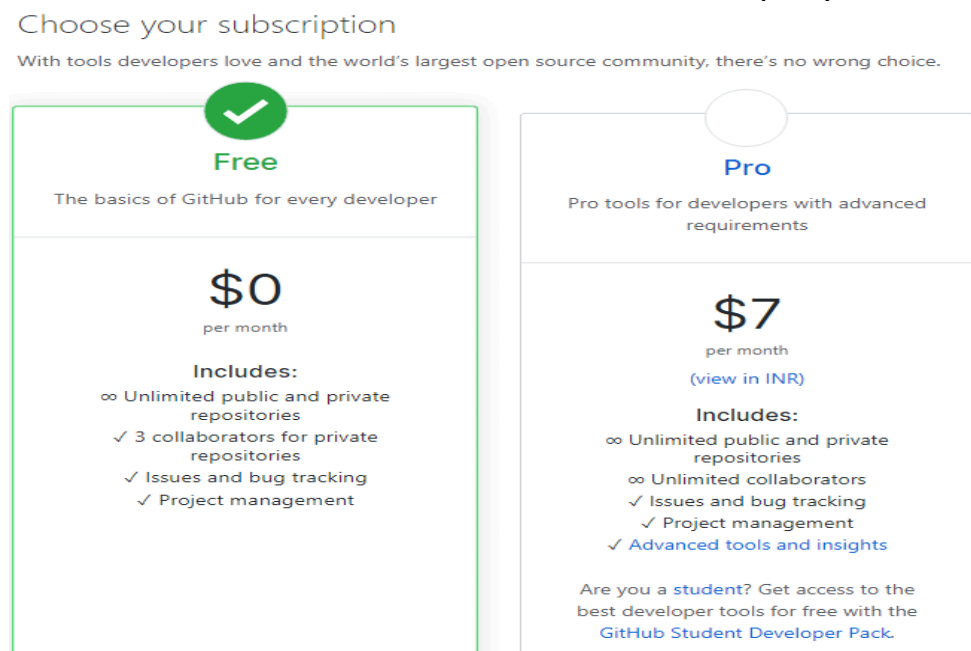 Choose your subscription
With tools developers love and the world's largest open source community, there's no wrong choice.
Free
The basics of GitHub for every developer
$0
per month
Includes:
∞ Unlimited public and private
repositories
✓ 3 collaborators for private
repositories
✓ Issues and bug tracking
✓ Project management
Pro
Pro tools for developers with advanced
requirements
$7
per month
(view in INR)
Includes:
∞ Unlimited public and private
repositories
∞ Unlimited collaborators
✓ Issues and bug tracking
✓ Project management
✓ Advanced tools and insights
Are you a student? Get access to the
best developer tools for free with the
GitHub Student Developer Pack.